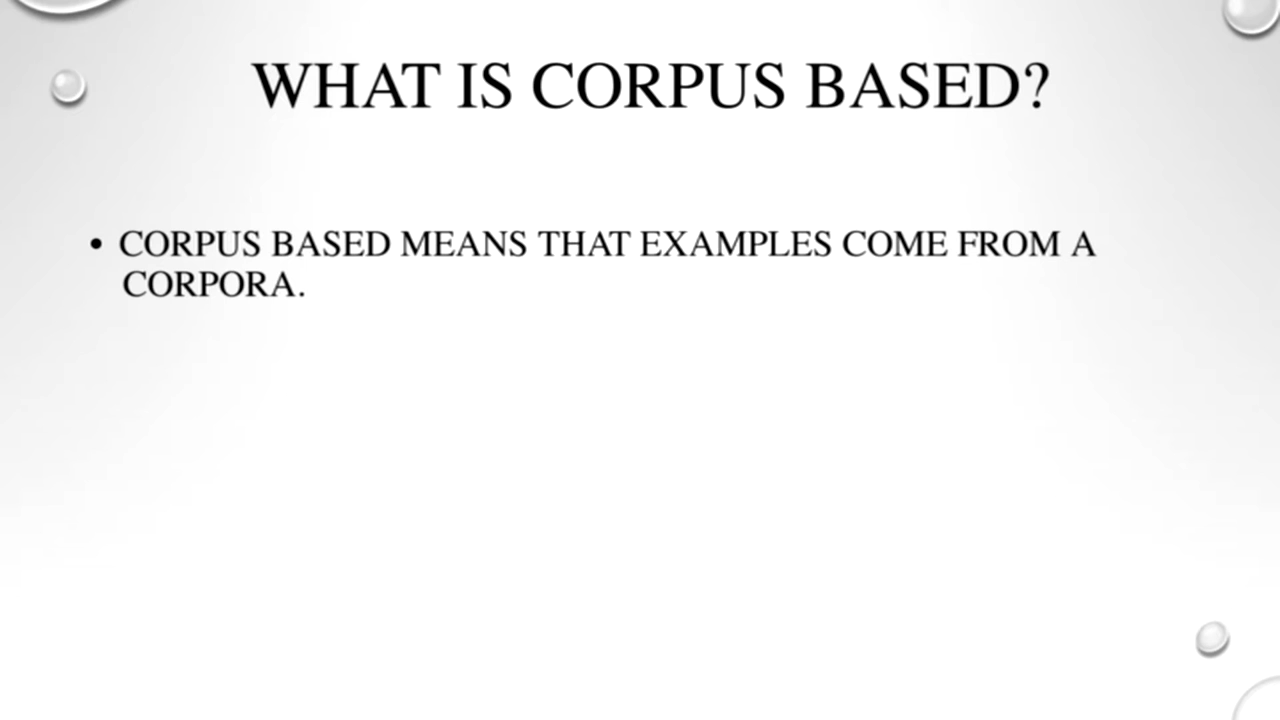 WHAT IS CORPUS BASED?
• CORPUS BASED MEANS THAT EXAMPLES COME FROM A
CORPORA.